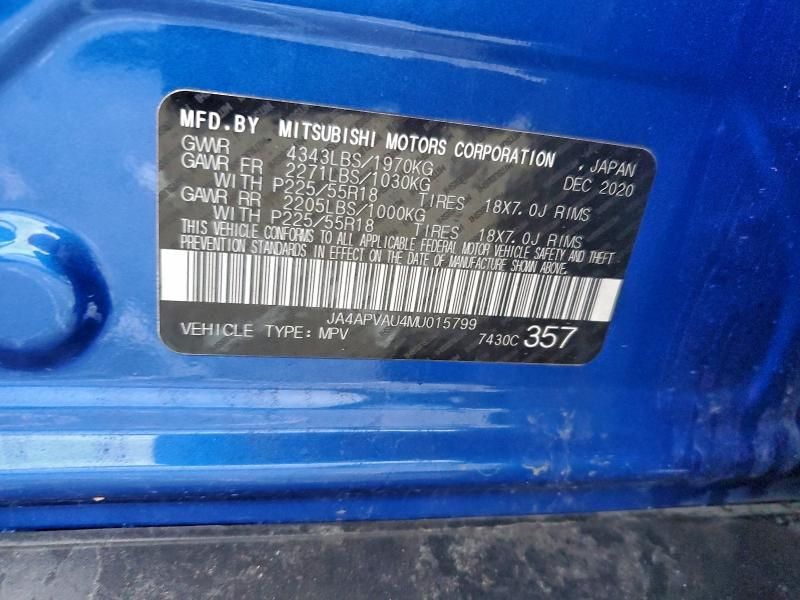 MFD.BY MITSUBISHI MOTORS CORPORATION , JAPAN
GVWR 4343LBS/1970KG DEC 2020
GAWR FR 2271LBS/1030KG
WITH P225/55R18 TIRES 18X7.0J RIMS
GAWR RR 2205LBS/1000KG
WITH P225/55R18 TIRES 18X7.0J RIMS
THIS VEHICLE CONFORMS TO ALL APPLICABLE FEDERAL MOTOR VEHICLE SAFETY AND THEFT
PREVENTION STANDARDS IN EFFECT ON THE DATE OF MANUFACTURE SHOWN ABOVE.
JA4APVAU4MU015799
VEHICLE TYPE: MPV 7430C 357